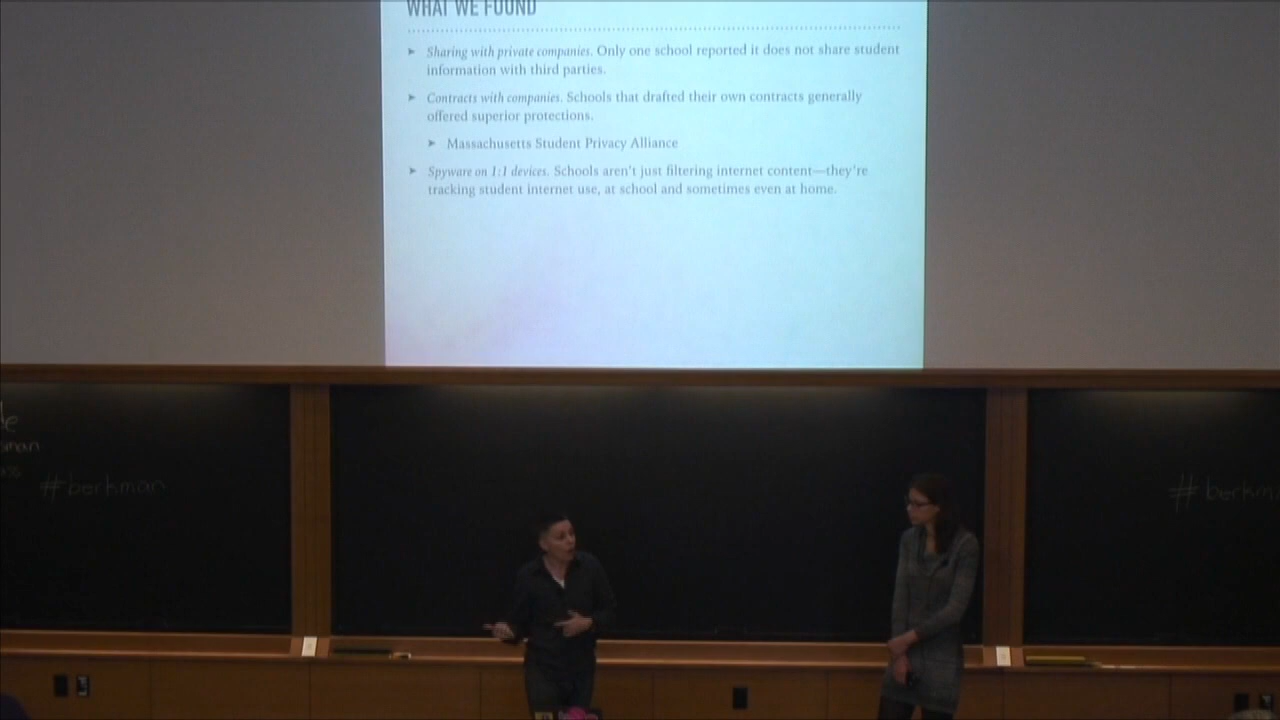 WHAT WE FOUND
➤ Sharing with private companies. Only one school reported it does not share student
information with third parties.
➤ Contracts with companies. Schools that drafted their own contracts generally
offered superior protections.
➤ Massachusetts Student Privacy Alliance
➤ Spyware on 1:1 devices. Schools aren't just filtering internet content—they're
tracking student internet use, at school and sometimes even at home.
#berkman
#berkm